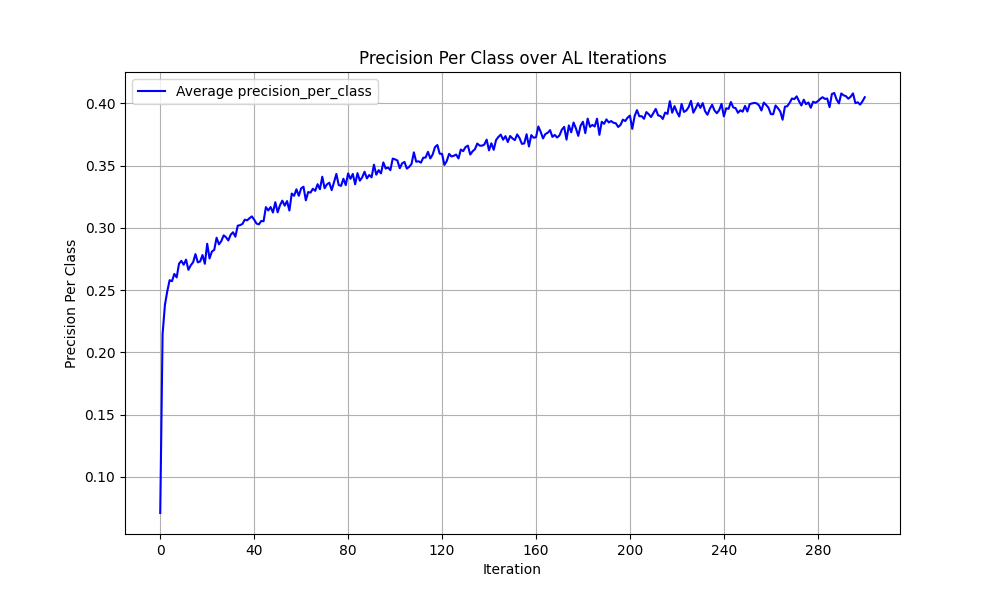 Precision Per Class over AL Iterations
Average precision_per_class
Precision Per Class
0.40
0.35
0.30
0.25
0.20
0.15
0.10
0 40 80 120 160 200 240 280
Iteration